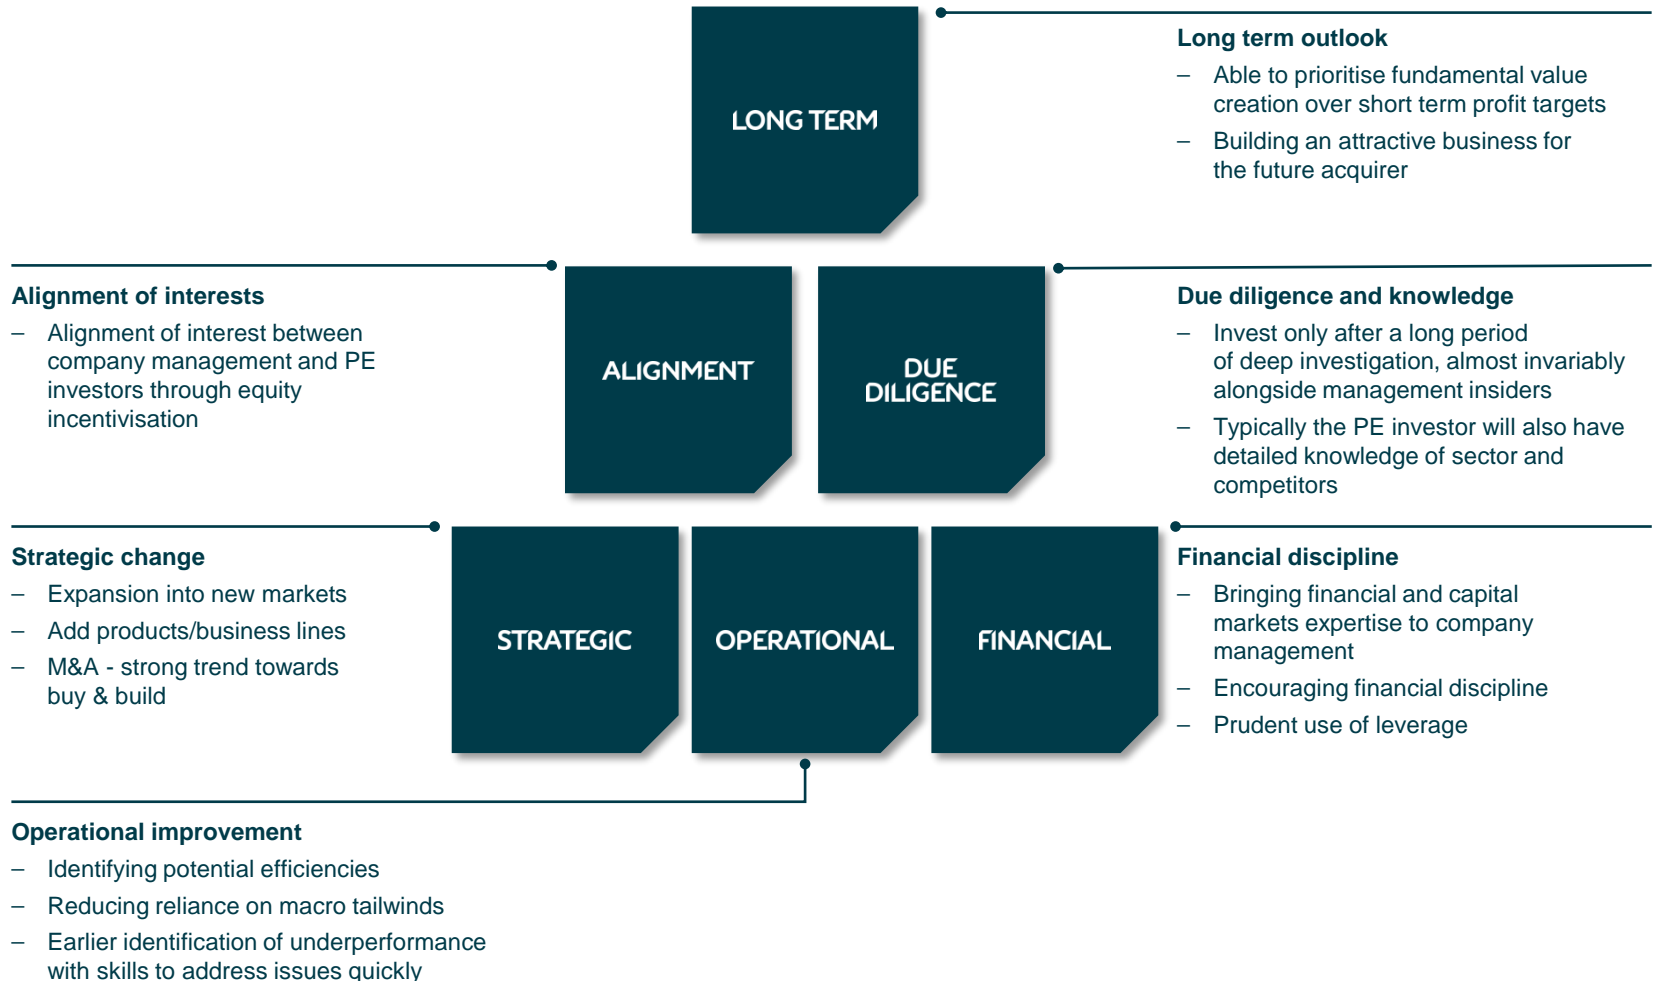 LONG TERM
Long term outlook
– Able to prioritise fundamental value
creation over short term profit targets
– Building an attractive business for
the future acquirer
Alignment of interests
– Alignment of interest between
company management and PE
investors through equity
incentivisation
ALIGNMENT
DUE
DILIGENCE
Due diligence and knowledge
– Invest only after a long period
of deep investigation, almost invariably
alongside management insiders
– Typically the PE investor will also have
detailed knowledge of sector and
competitors
Strategic change
– Expansion into new markets
– Add products/business lines
– M&A - strong trend towards
buy & build
STRATEGIC
OPERATIONAL
FINANCIAL
Financial discipline
– Bringing financial and capital
markets expertise to company
management
– Encouraging financial discipline
– Prudent use of leverage
Operational improvement
– Identifying potential efficiencies
– Reducing reliance on macro tailwinds
– Earlier identification of underperformance
with skills to address issues quickly